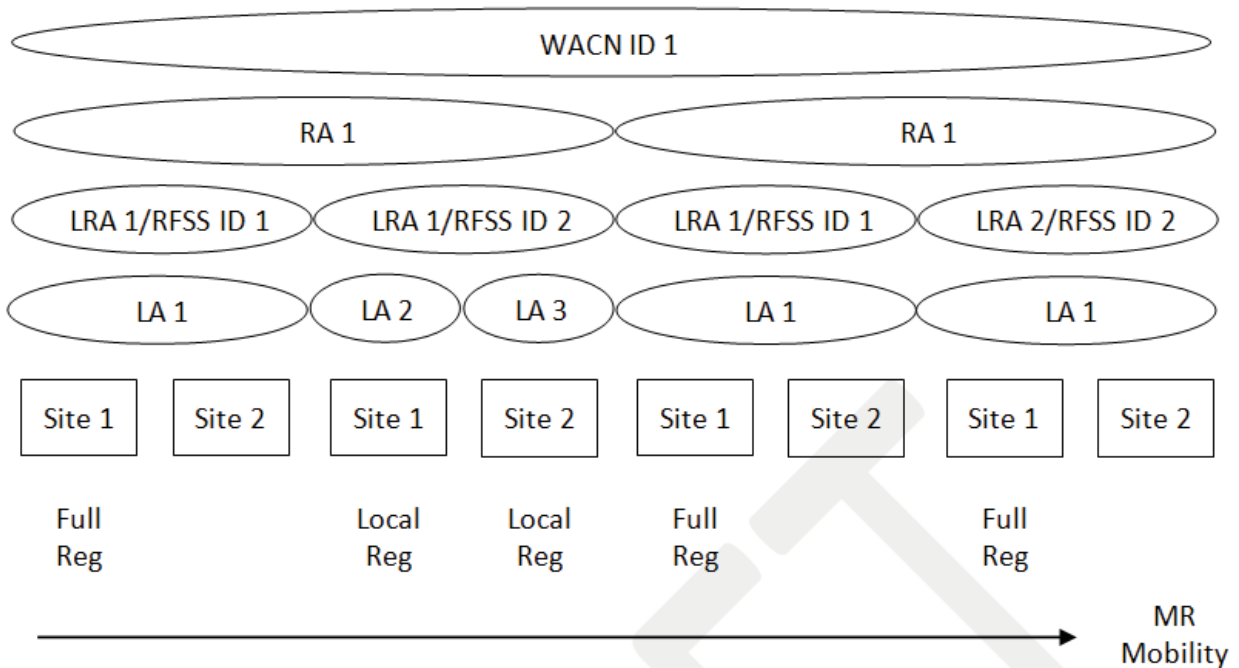 WACN ID 1
RA 1 RA 1
LRA 1/RFSS ID 1 LRA 1/RFSS ID 2 LRA 1/RFSS ID 1 LRA 2/RFSS ID 2
LA 1 LA 2 LA 3 LA 1 LA 1
Site 1 Site 2 Site 1 Site 2 Site 1 Site 2 Site 1 Site 2
Full Local Local Full Full
Reg Reg Reg Reg Reg
MR
Mobility